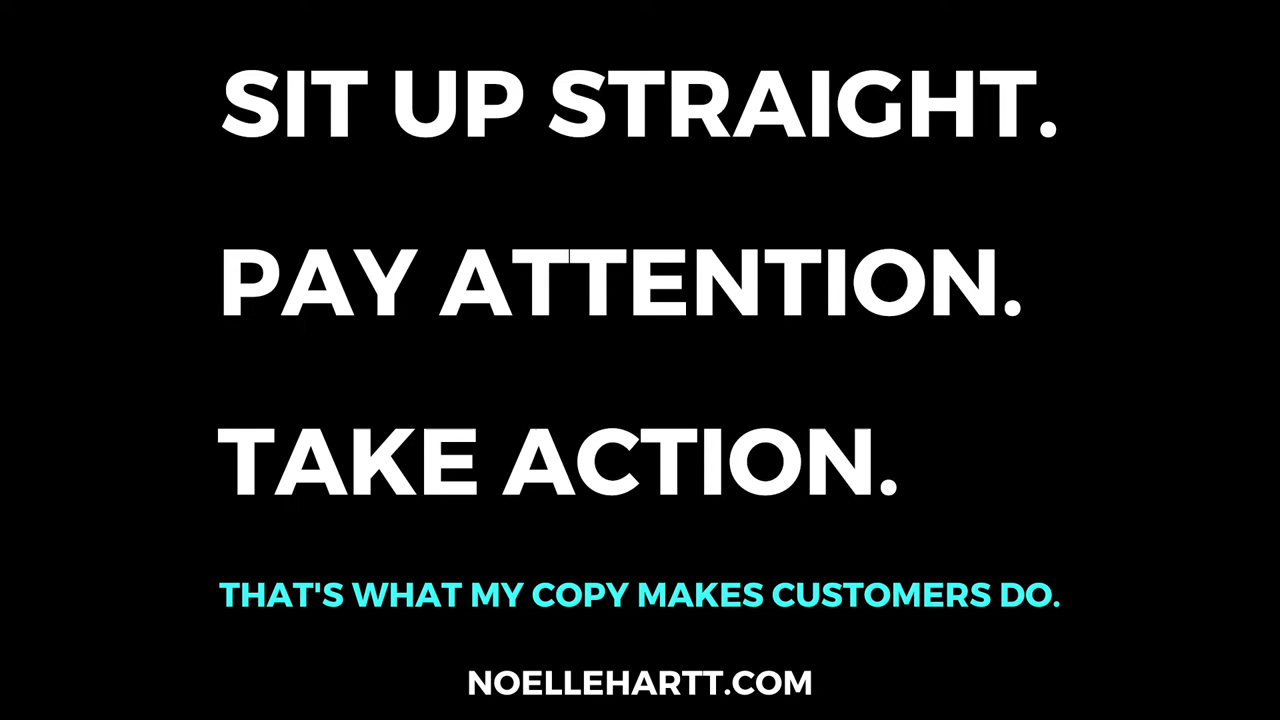 SIT UP STRAIGHT.
PAY ATTENTION.
TAKE ACTION.
THAT'S WHAT MY COPY MAKES CUSTOMERS DO.
NOELLEHARTT.COM